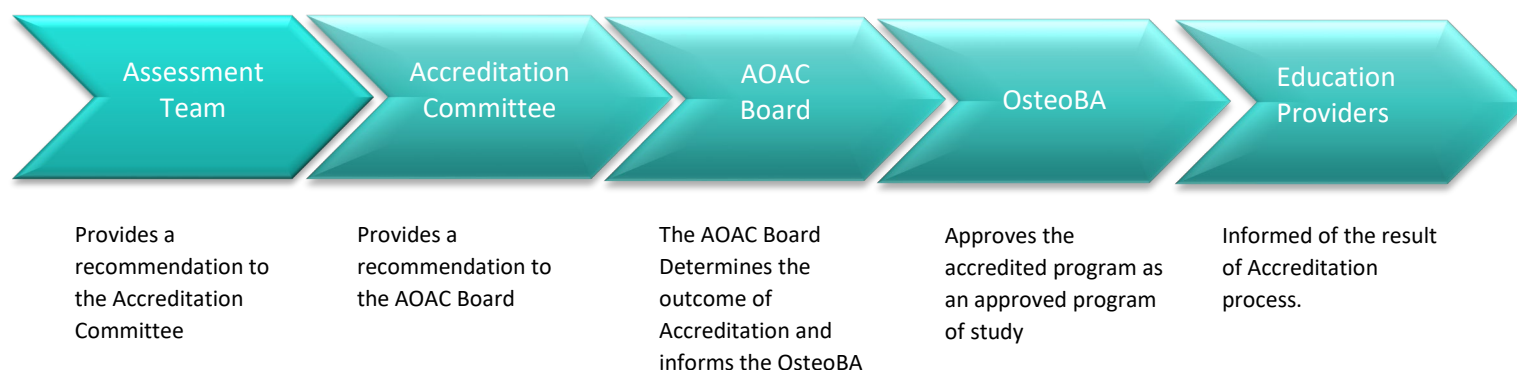 Assessment
Team
Accreditation
Committee
AOAC
Board
OsteoBA
Education
Providers
Provides a
recommendation to
the Accreditation
Committee
Provides a
recommendation to
the AOAC Board
The AOAC Board
Determines the
outcome of
Accreditation and
informs the OsteoBA
Approves the
accredited program as
an approved program
of study
Informed of the result
of Accreditation
process.